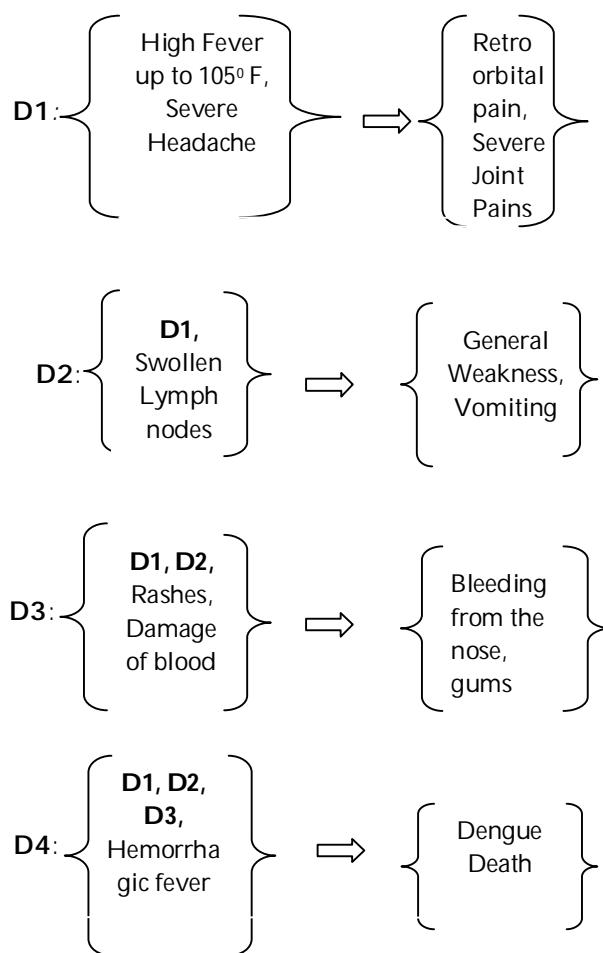 D1:
High Fever
up to 105⁰ F,
Severe
Headache
Retro
orbital
pain,
Severe
Joint
Pains
D2:
D1,
Swollen
Lymph
nodes
General
Weakness,
Vomiting
D3:
D1, D2,
Rashes,
Damage
of blood
Bleeding
from the
nose,
gums
D4:
D1, D2,
D3,
Hemorrha
gic fever
Dengue
Death